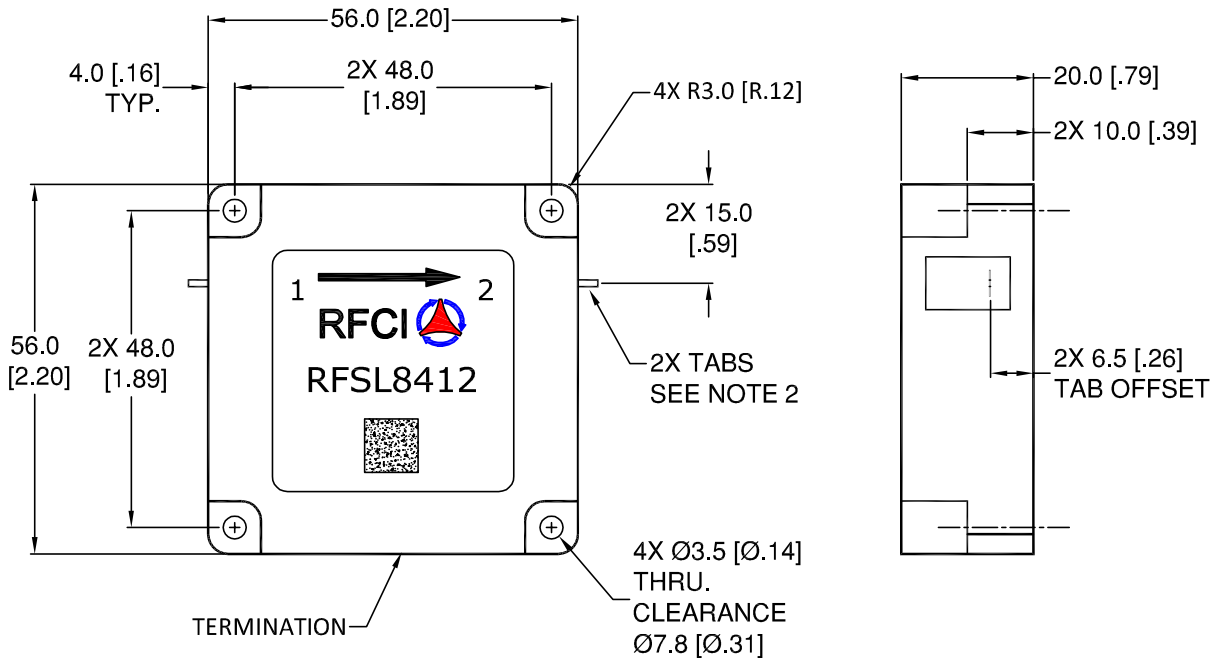 56.0 [2.20]
4.0 [.16]
TYP.
2X 48.0
[1.89]
4X R3.0 [R.12]
20.0 [.79]
2X 10.0 [.39]
2X 15.0
[.59]
1
2
RFCI
RFSL8412
56.0
[2.20]
2X 48.0
[1.89]
2X TABS
SEE NOTE 2
2X 6.5 [.26]
TAB OFFSET
4X Ø3.5 [Ø.14]
THRU.
CLEARANCE
Ø7.8 [Ø.31]
TERMINATION